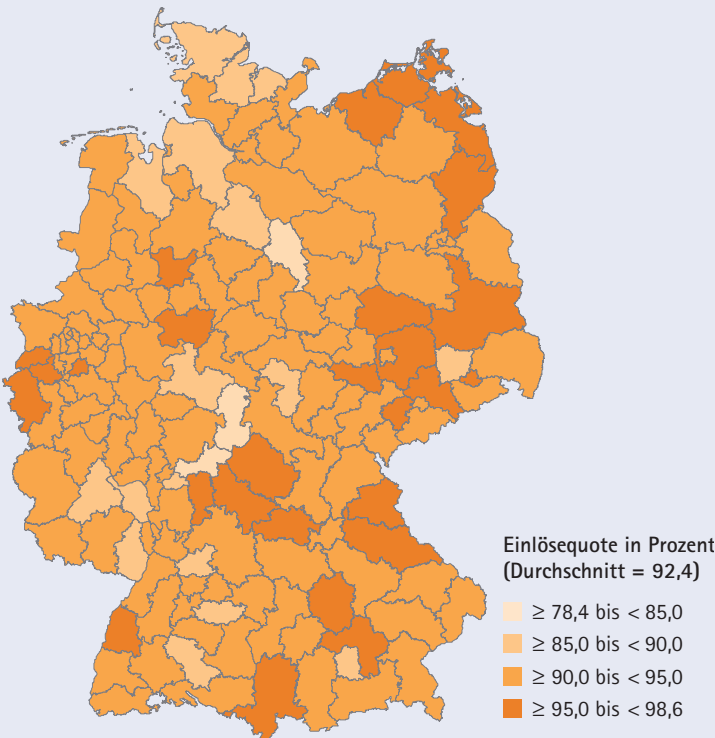 Einlösequote in Prozent
(Durchschnitt = 92,4)
≥ 78,4 bis < 85,0
≥ 85,0 bis < 90,0
≥ 90,0 bis < 95,0
≥ 95,0 bis < 98,6